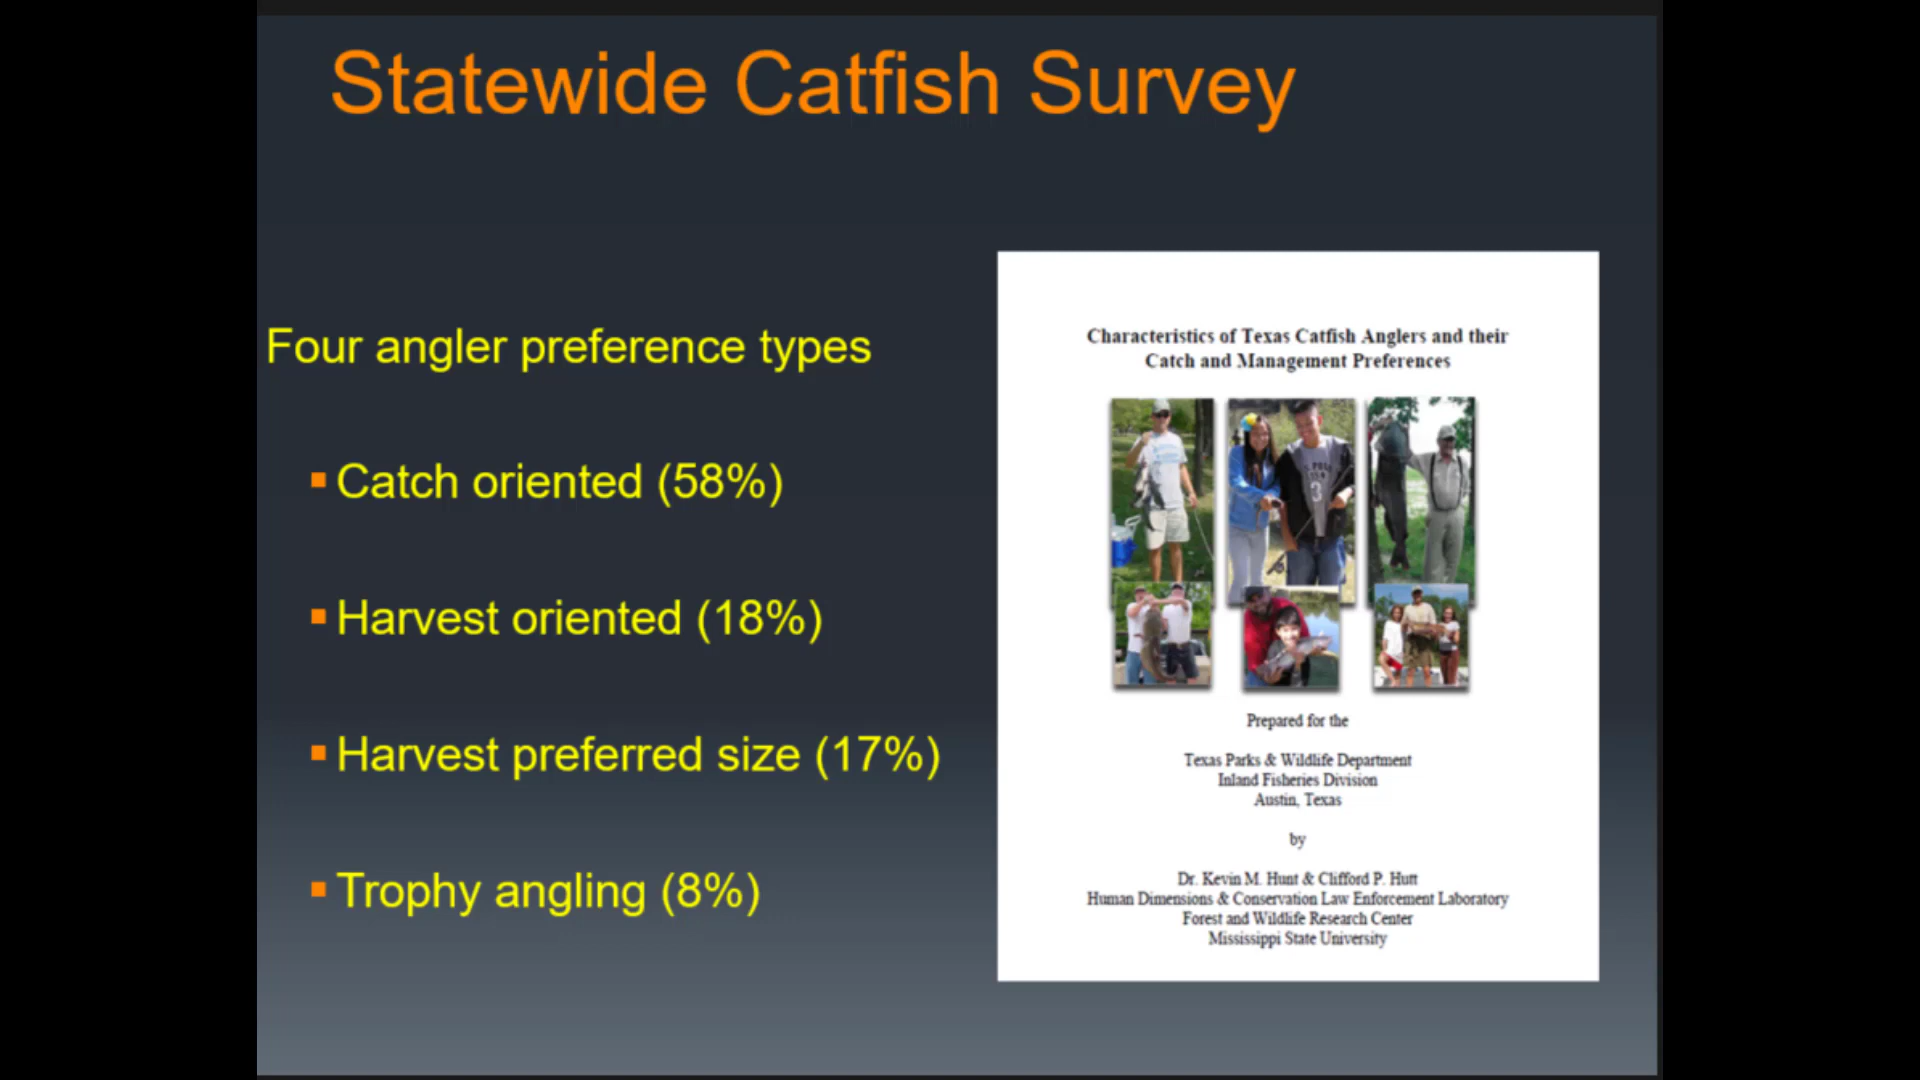 Statewide Catfish Survey
Four angler preference types
▪ Catch oriented (58%)
▪ Harvest oriented (18%)
▪ Harvest preferred size (17%)
▪ Trophy angling (8%)
Characteristics of Texas Catfish Anglers and their
Catch and Management Preferences
Prepared for the
Texas Parks & Wildlife Department
Inland Fisheries Division
Austin, Texas
by
Dr. Kevin M. Hunt & Clifford P. Hutt
Human Dimensions & Conservation Law Enforcement Laboratory
Forest and Wildlife Research Center
Mississippi State University